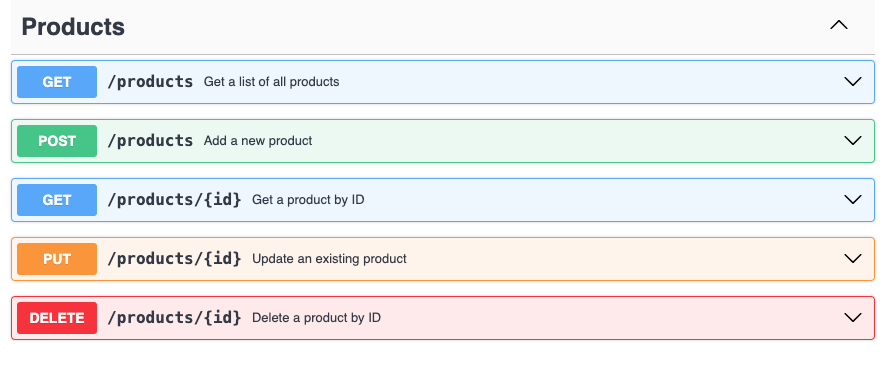 Products
GET /products Get a list of all products
POST /products Add a new product
GET /products/{id} Get a product by ID
PUT /products/{id} Update an existing product
DELETE /products/{id} Delete a product by ID